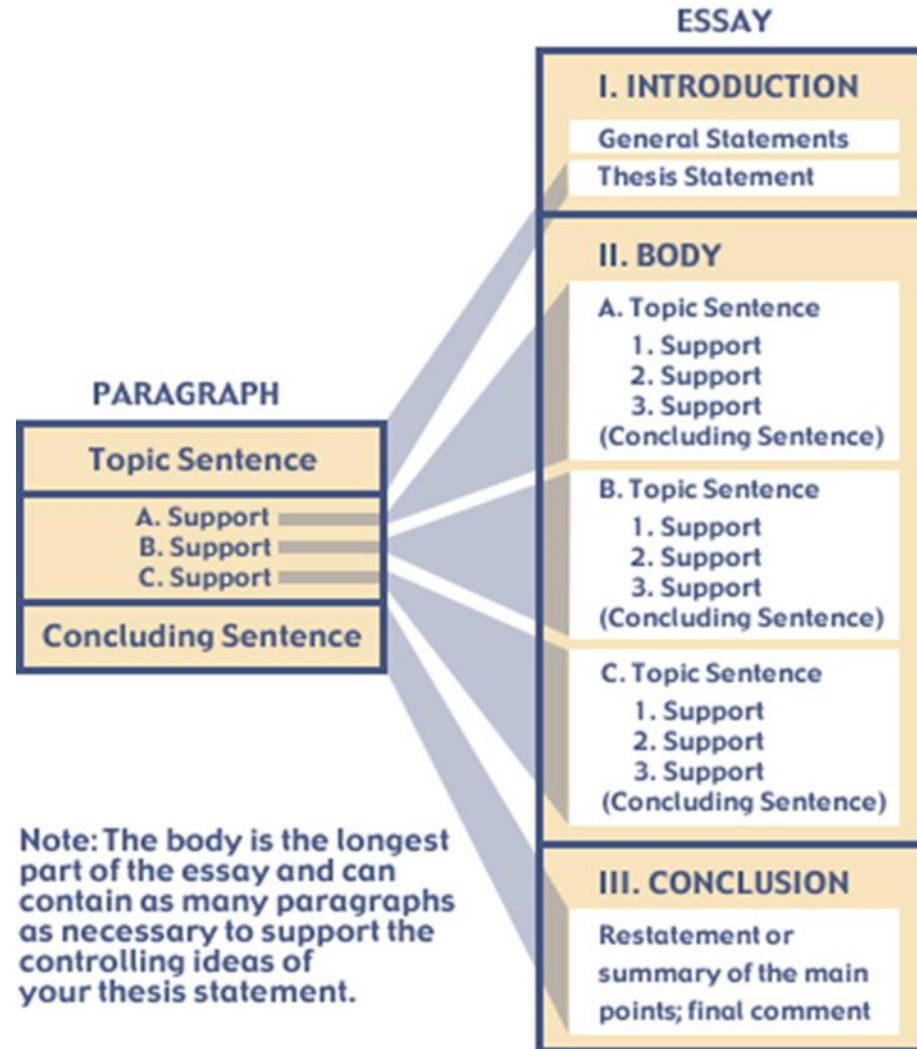 ESSAY
I. INTRODUCTION
General Statements
Thesis Statement
II. BODY
A. Topic Sentence
1. Support
2. Support
3. Support
(Concluding Sentence)
B. Topic Sentence
1. Support
2. Support
3. Support
(Concluding Sentence)
C. Topic Sentence
1. Support
2. Support
3. Support
(Concluding Sentence)
III. CONCLUSION
Restatement or
summary of the main
points; final comment
PARAGRAPH
Topic Sentence
A. Support
B. Support
C. Support
Concluding Sentence
Note: The body is the longest
part of the essay and can
contain as many paragraphs
as necessary to support the
controlling ideas of
your thesis statement.